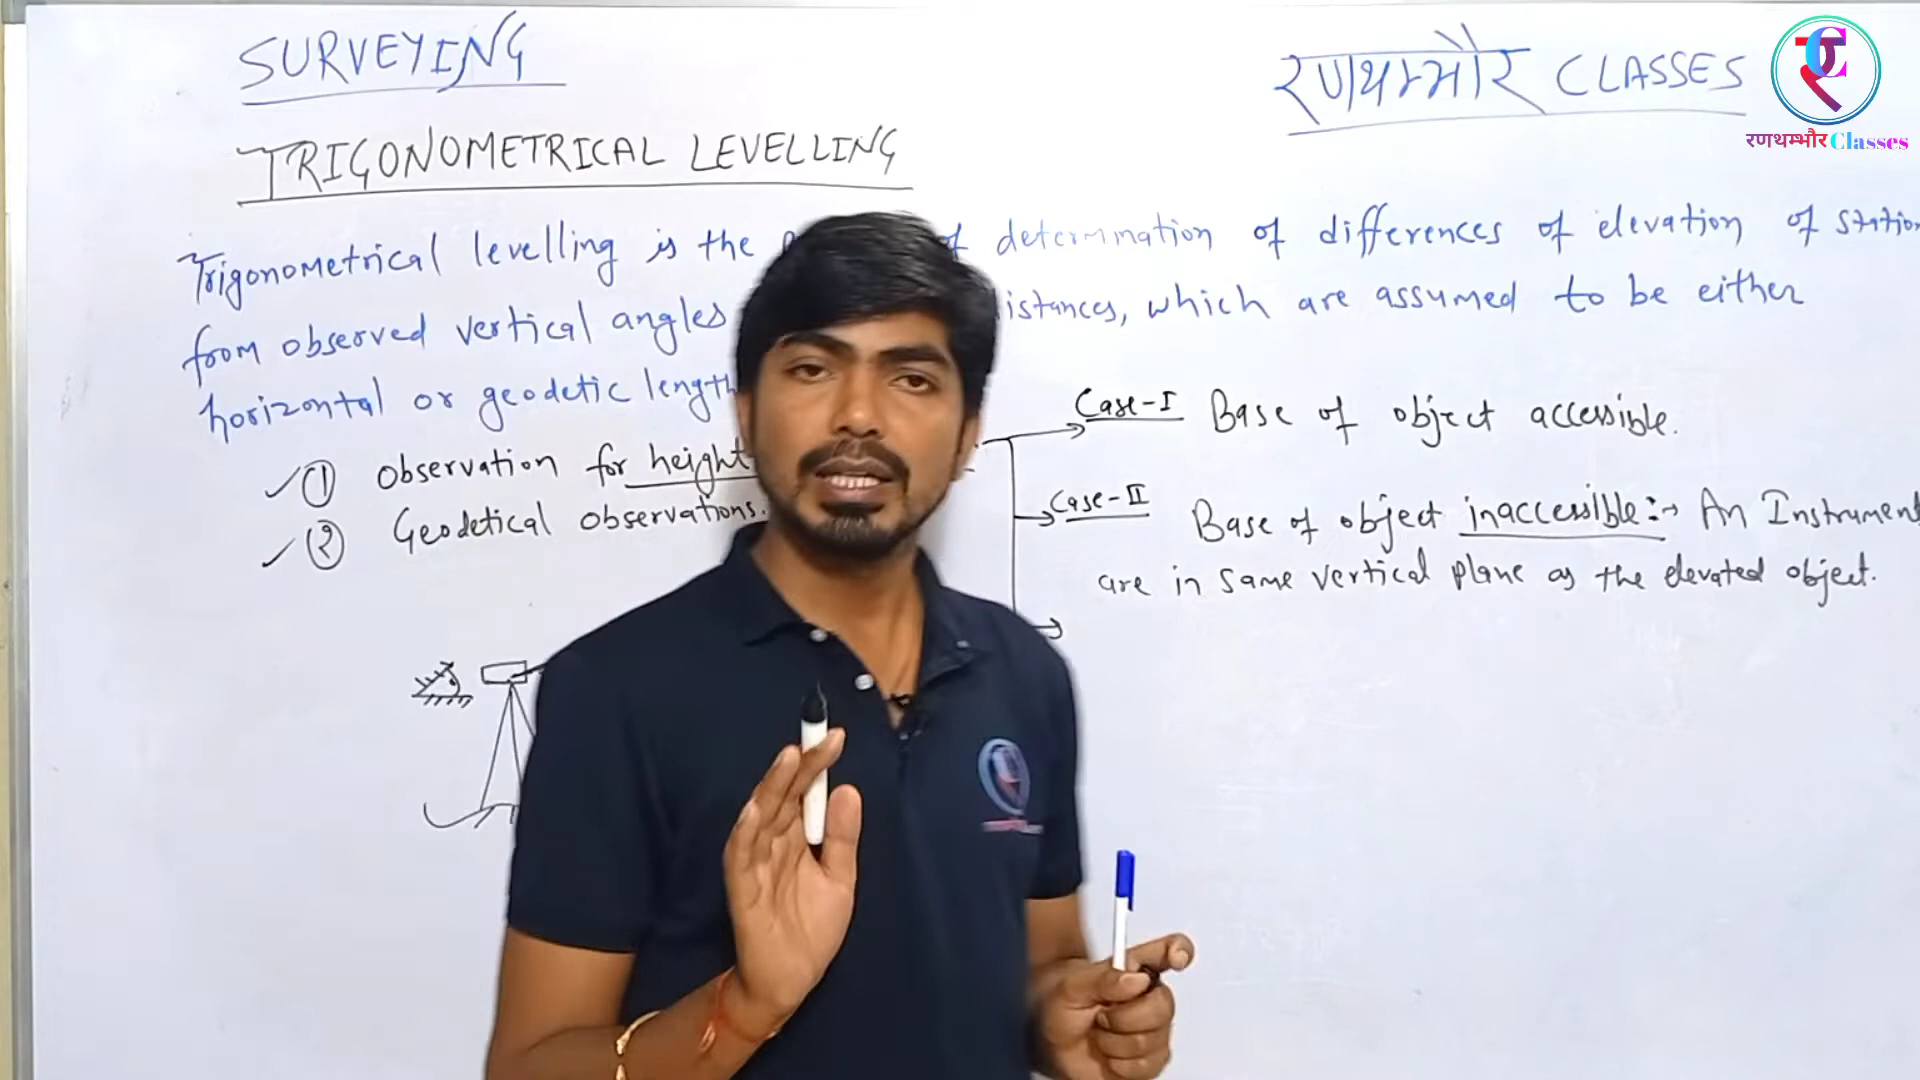 SURVEYING
रणथम्भौर CLASSES
रणथम्भौर Classes
TRIGONOMETRICAL LEVELLING
Trigonometrical levelling is the of determination of differences of elevation of station
from observed vertical angles istances, which are assumed to be either
horizontal or geodetic length
Case-I Base of object accessible.
✓① Observation for height
✓② Geodetical observations.
Case-II Base of object inaccessible:→ An Instrument
are in same vertical plane as the elevated object.